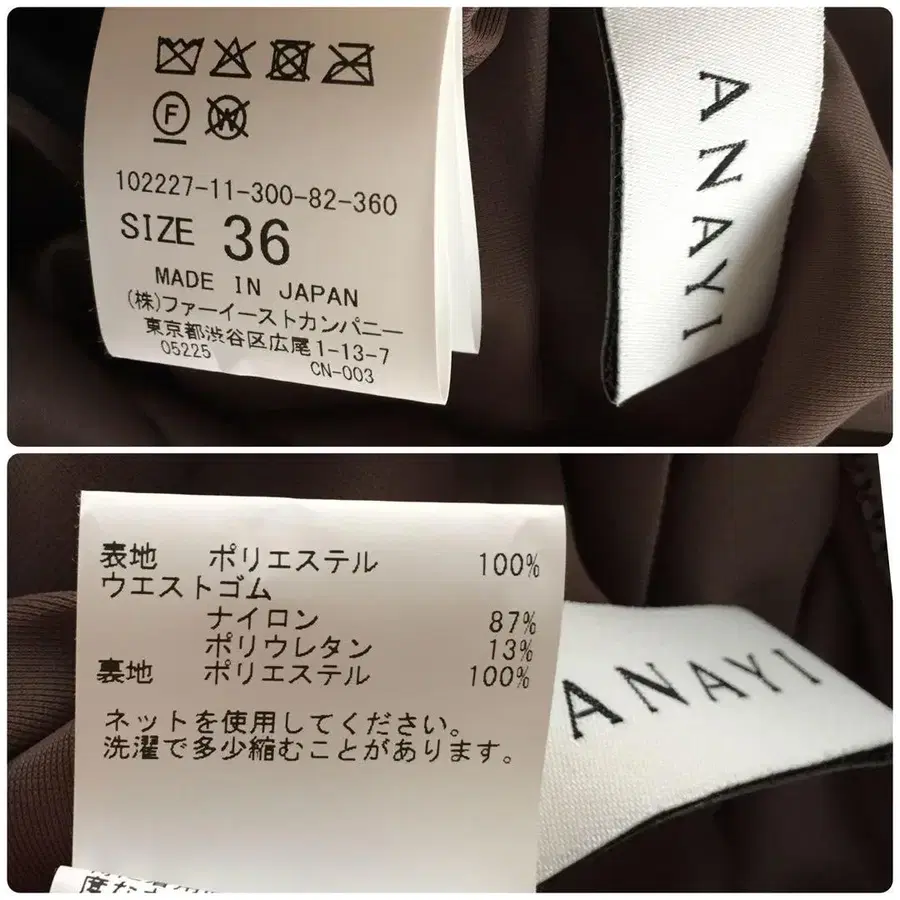 F
W
102227-11-300-82-360
SIZE 36
MADE IN JAPAN
(株)ファーイーストカンパニー
東京都渋谷区広尾1-13-7
05225
CN-003
ANAYI
表地 ポリエステル 100%
ウエストゴム
ナイロン 87%
ポリウレタン 13%
裏地 ポリエステル 100%
ネットを使用してください。
洗濯で多少縮むことがあります。
ANAYI